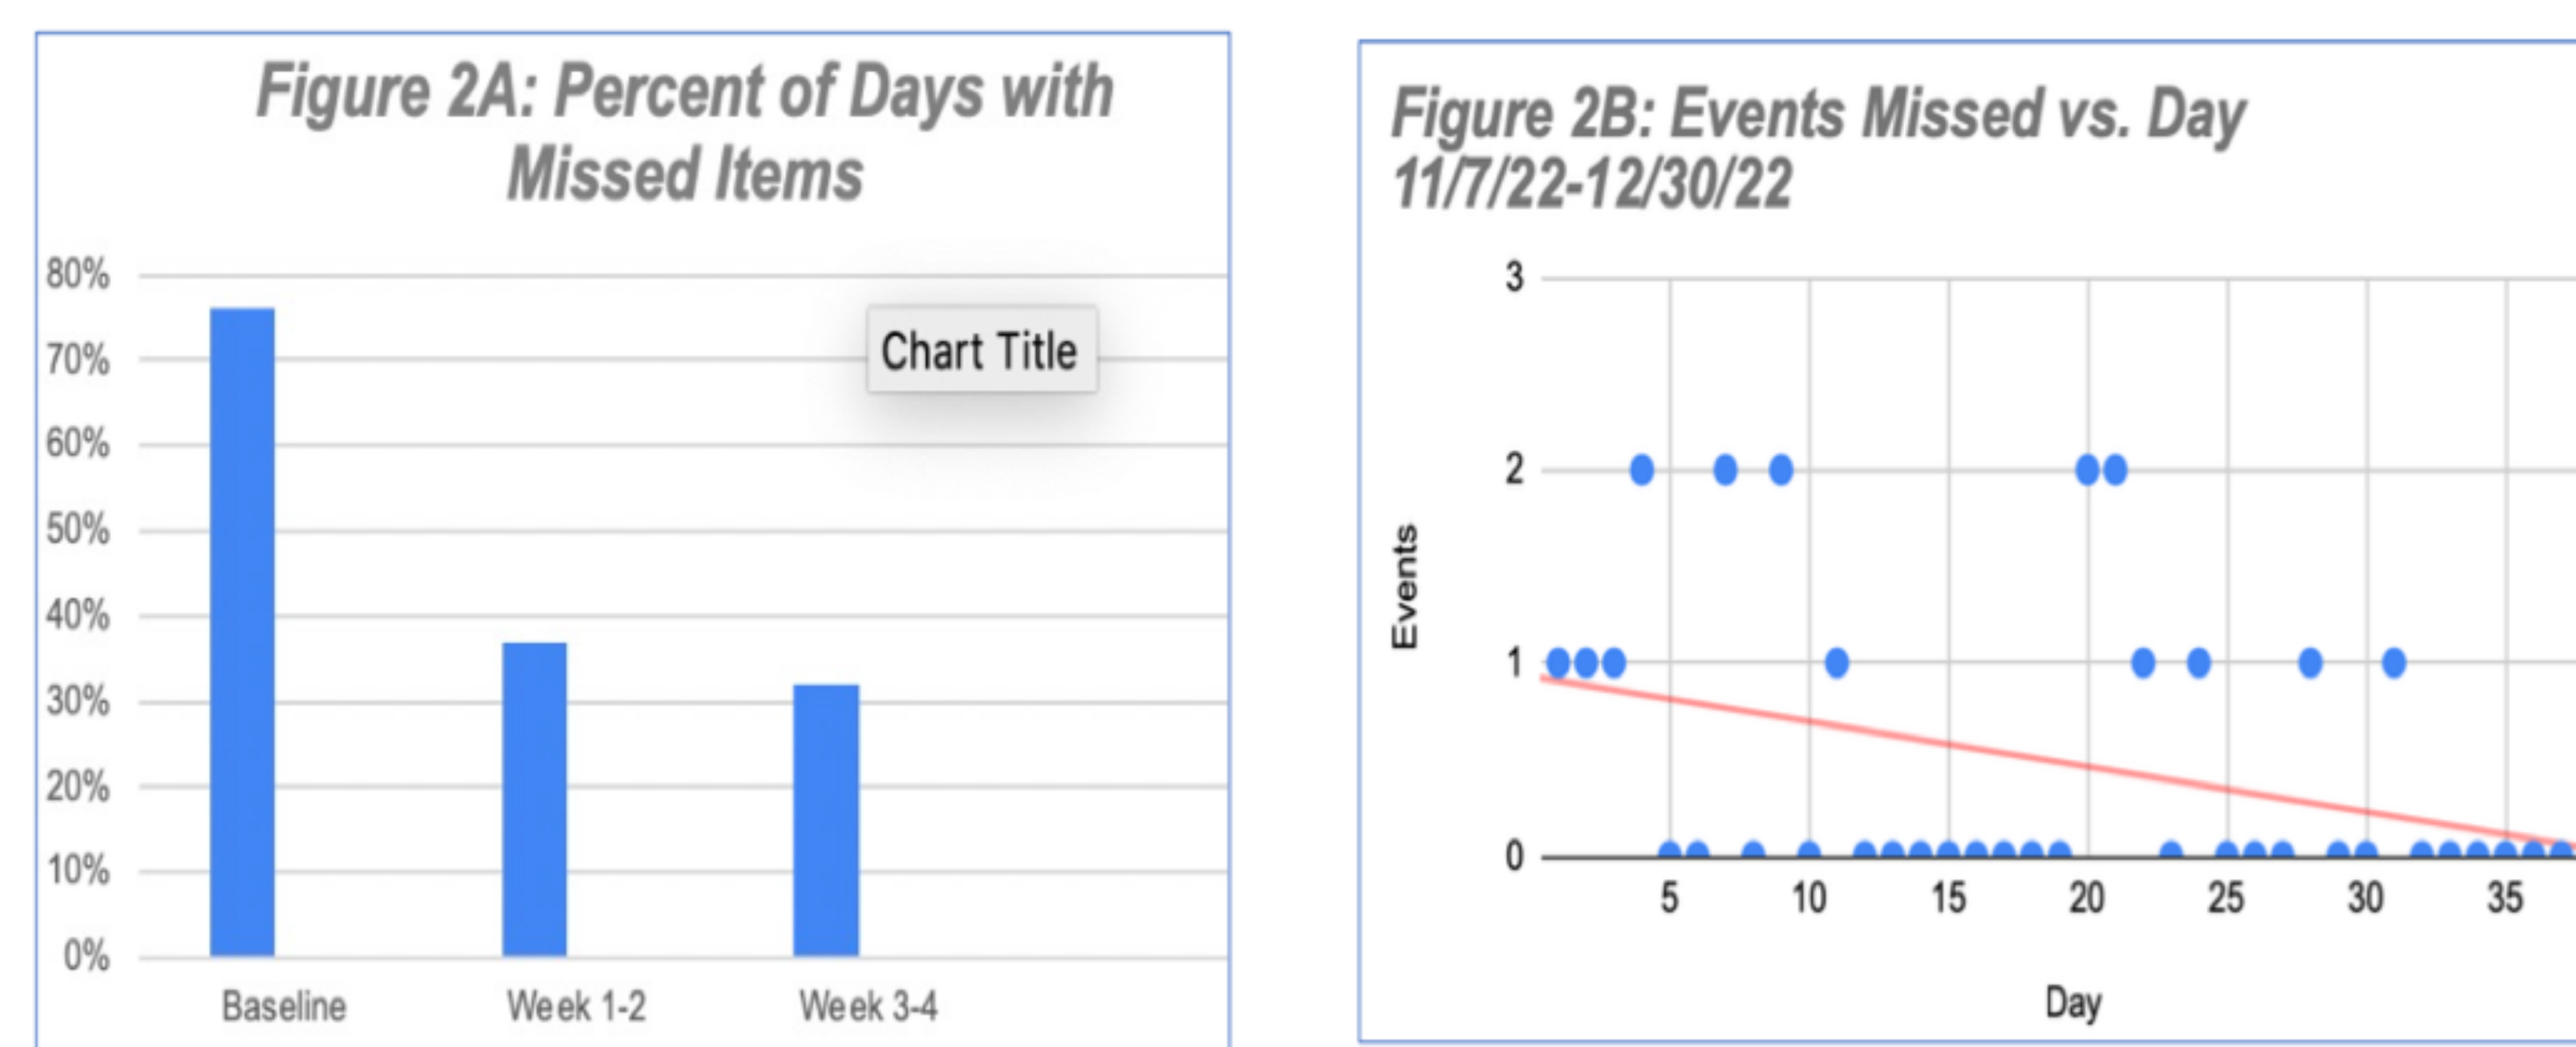 Figure 2A: Percent of Days with
Missed Items
80%
Chart Title
70%
60%
50%
40%
30%
20%
10%
0%
Baseline
Week 1-2
Week 3-4
Figure 2B: Events Missed vs. Day
11/7/22-12/30/22
3
2
1
0
Events
5
10
15
20
25
30
35
Day